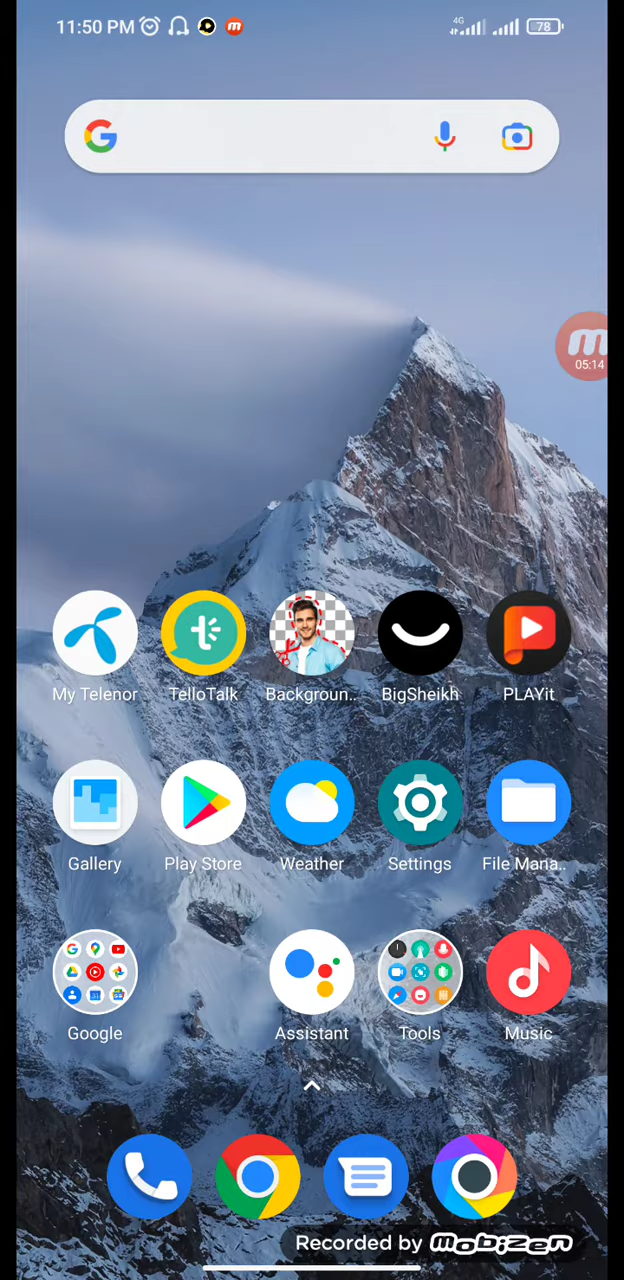 11:50 PM
4G
78
05:14
My Telenor
TelloTalk
Backgroun..
BigSheikh
PLAYit
Gallery
Play Store
Weather
Settings
File Mana..
Google
Assistant
Tools
Music
Recorded by mobizen